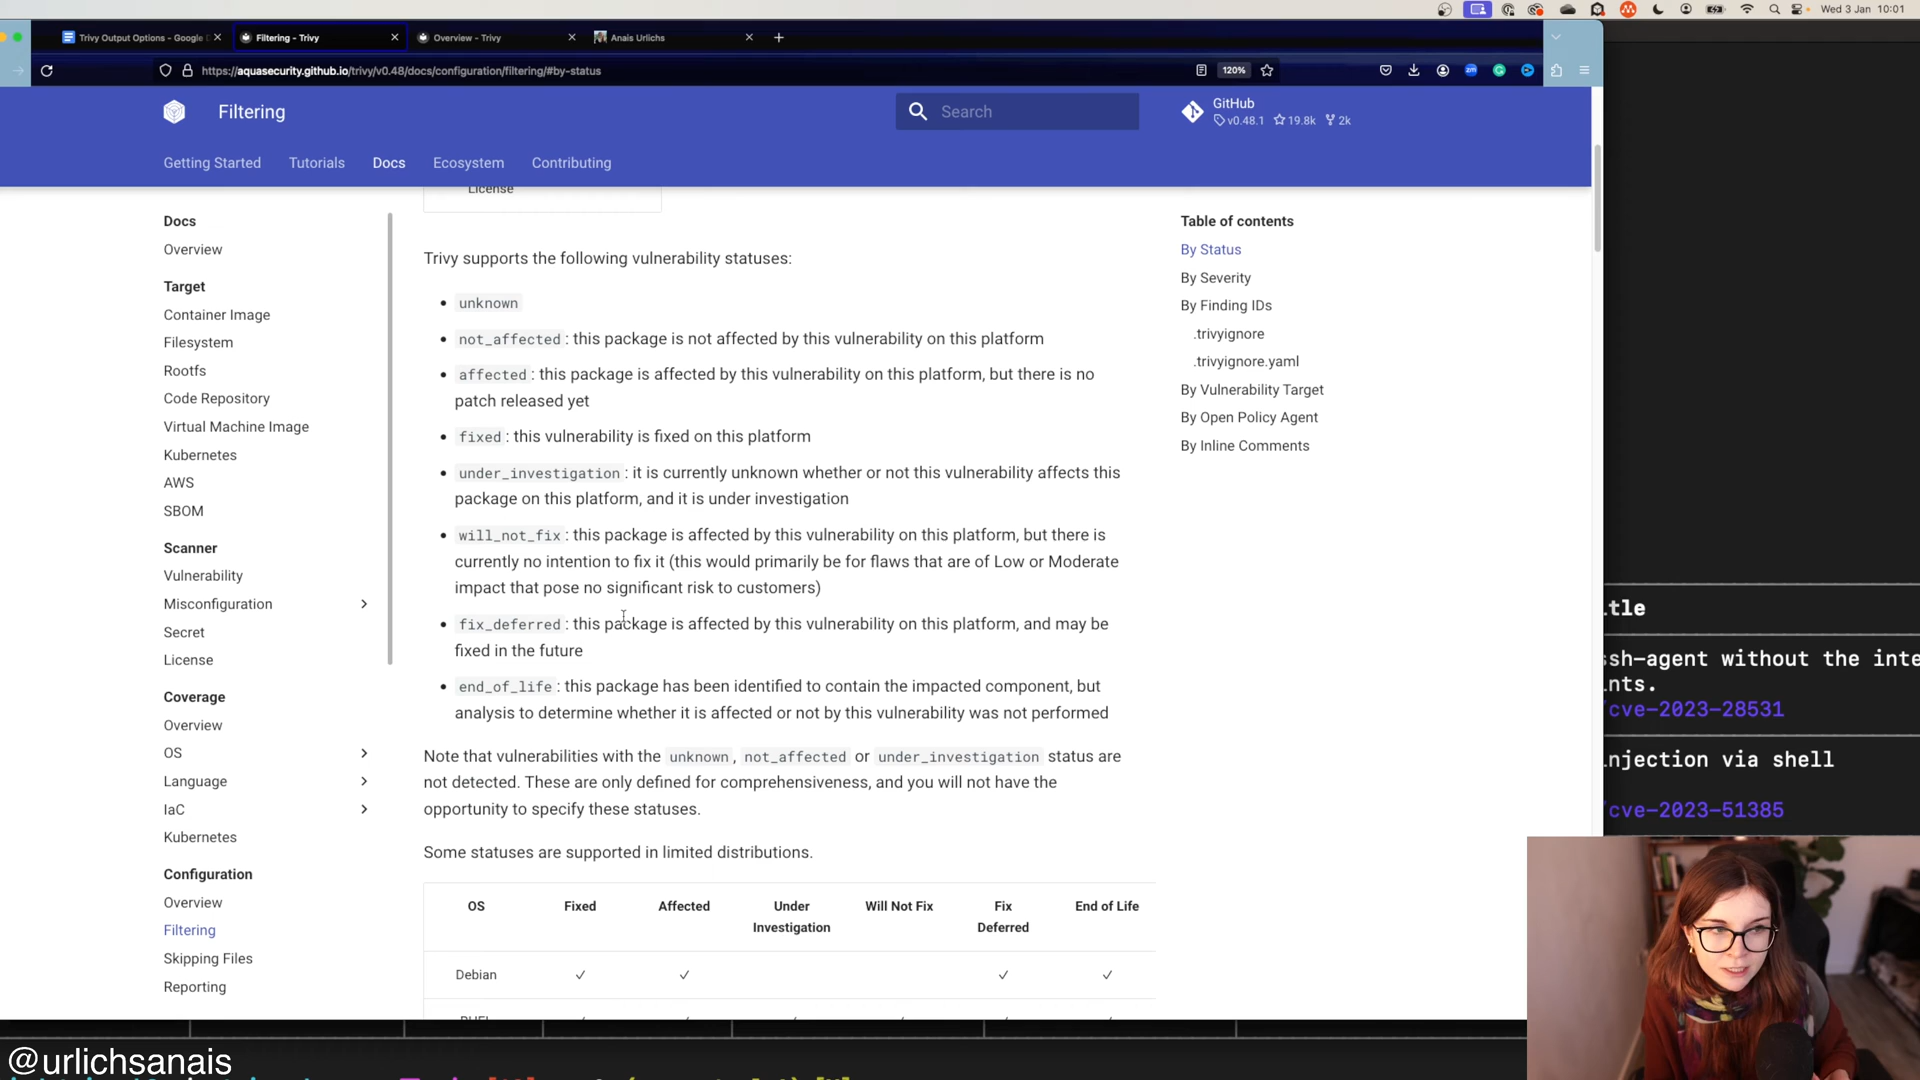 Wed 3 Jan 10:01
Trivy Output Options - Google D
Filtering - Trivy
Overview - Trivy
Anais Urlichs
https://aquasecurity.github.io/trivy/v0.48/docs/configuration/filtering/#by-status
120%
Filtering
Search
GitHub
v0.48.1 19.8k 2k
Getting Started Tutorials Docs Ecosystem Contributing
Docs
Overview
Target
Container Image
Filesystem
Rootfs
Code Repository
Virtual Machine Image
Kubernetes
AWS
SBOM
Scanner
Vulnerability
Misconfiguration
Secret
License
Coverage
Overview
OS
Language
IaC
Kubernetes
Configuration
Overview
Filtering
Skipping Files
Reporting
License
Trivy supports the following vulnerability statuses:
• unknown
• not_affected: this package is not affected by this vulnerability on this platform
• affected: this package is affected by this vulnerability on this platform, but there is no
patch released yet
• fixed: this vulnerability is fixed on this platform
• under_investigation: it is currently unknown whether or not this vulnerability affects this
package on this platform, and it is under investigation
• will_not_fix: this package is affected by this vulnerability on this platform, but there is
currently no intention to fix it (this would primarily be for flaws that are of Low or Moderate
impact that pose no significant risk to customers)
• fix_deferred: this package is affected by this vulnerability on this platform, and may be
fixed in the future
• end_of_life: this package has been identified to contain the impacted component, but
analysis to determine whether it is affected or not by this vulnerability was not performed
Note that vulnerabilities with the unknown, not_affected or under_investigation status are
not detected. These are only defined for comprehensiveness, and you will not have the
opportunity to specify these statuses.
Some statuses are supported in limited distributions.
OS Fixed Affected Under Investigation Will Not Fix Fix Deferred End of Life
Debian ✓ ✓ ✓ ✓
Table of contents
By Status
By Severity
By Finding IDs
.trivyignore
.trivyignore.yaml
By Vulnerability Target
By Open Policy Agent
By Inline Comments
itle
ssh-agent without the inte
nts.
/cve-2023-28531
njection via shell
/cve-2023-51385
@urlichsanais